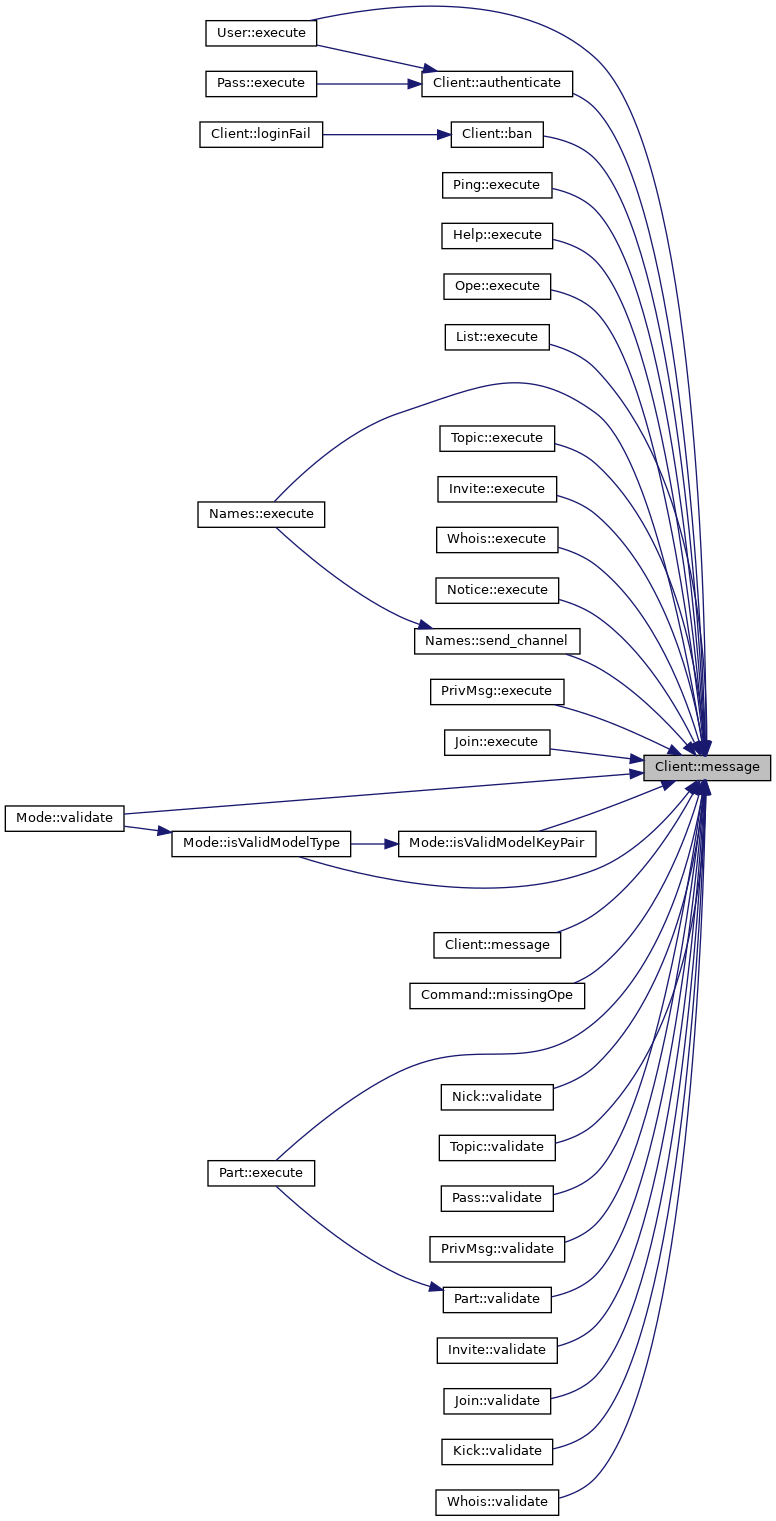 User::execute
Client::authenticate
Pass::execute
Client::loginFail
Client::ban
Ping::execute
Help::execute
Ope::execute
List::execute
Topic::execute
Invite::execute
Names::execute
Whois::execute
Notice::execute
Names::send_channel
PrivMsg::execute
Join::execute
Client::message
Mode::validate
Mode::isValidModelType
Mode::isValidModelKeyPair
Client::message
Command::missingOpe
Nick::validate
Topic::validate
Part::execute
Pass::validate
PrivMsg::validate
Part::validate
Invite::validate
Join::validate
Kick::validate
Whois::validate